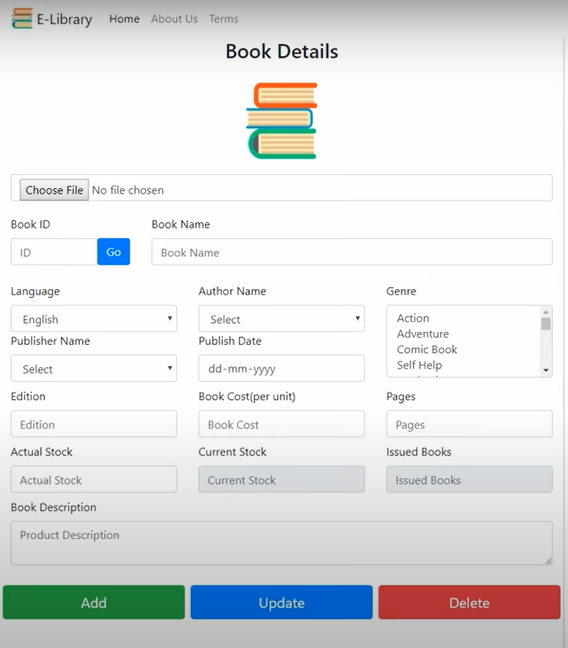 E-Library Home About Us Terms
Book Details
Choose File No file chosen
Book ID Book Name
ID Go Book Name
Language Author Name Genre
English Select Action
Adventure
Comic Book
Self Help
Publisher Name Publish Date
Select dd-mm-yyyy
Edition Book Cost(per unit) Pages
Edition Book Cost Pages
Actual Stock Current Stock Issued Books
Actual Stock Current Stock Issued Books
Book Description
Product Description
Add Update Delete